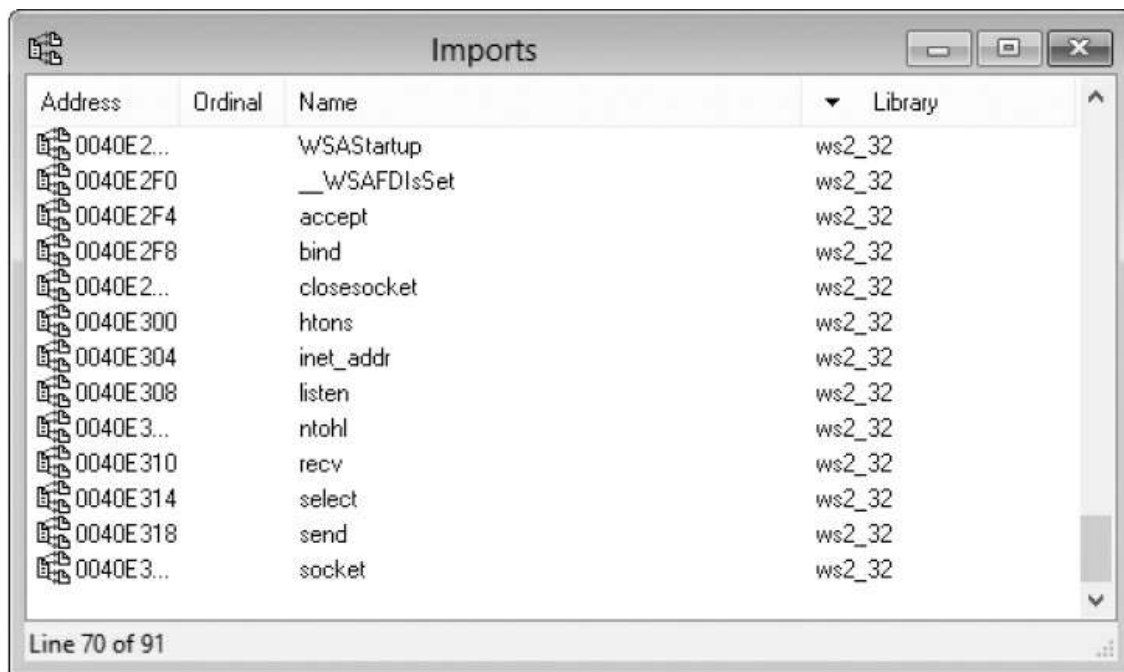 Imports
Address Ordinal Name Library
0040E2... WSAStartup ws2_32
0040E2F0 __WSAFDIsSet ws2_32
0040E2F4 accept ws2_32
0040E2F8 bind ws2_32
0040E2... closesocket ws2_32
0040E300 htons ws2_32
0040E304 inet_addr ws2_32
0040E308 listen ws2_32
0040E3... ntohl ws2_32
0040E310 recv ws2_32
0040E314 select ws2_32
0040E318 send ws2_32
0040E3... socket ws2_32
Line 70 of 91